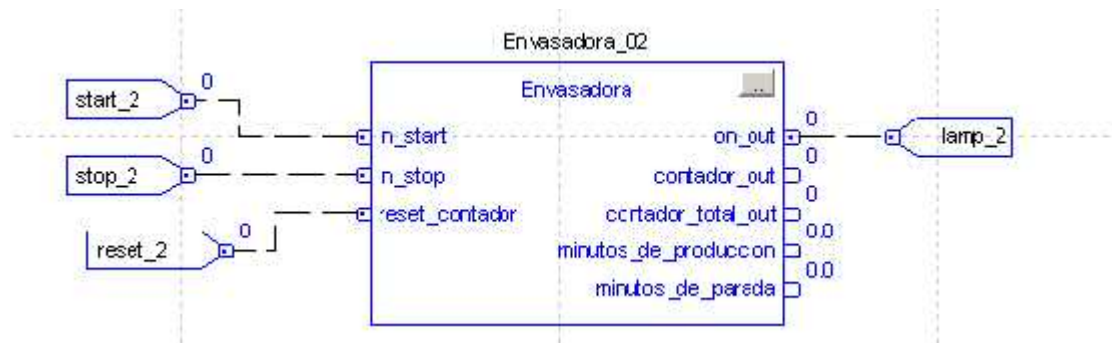 Envasadora_02
Envasadora
...
start_2
0
n_start
on_out
0
lamp_2
stop_2
0
n_stop
contador_out
0
reset_2
0
reset_contador
contador_total_out
0
minutos_de_produccon
0.0
minutos_de_parada
0.0